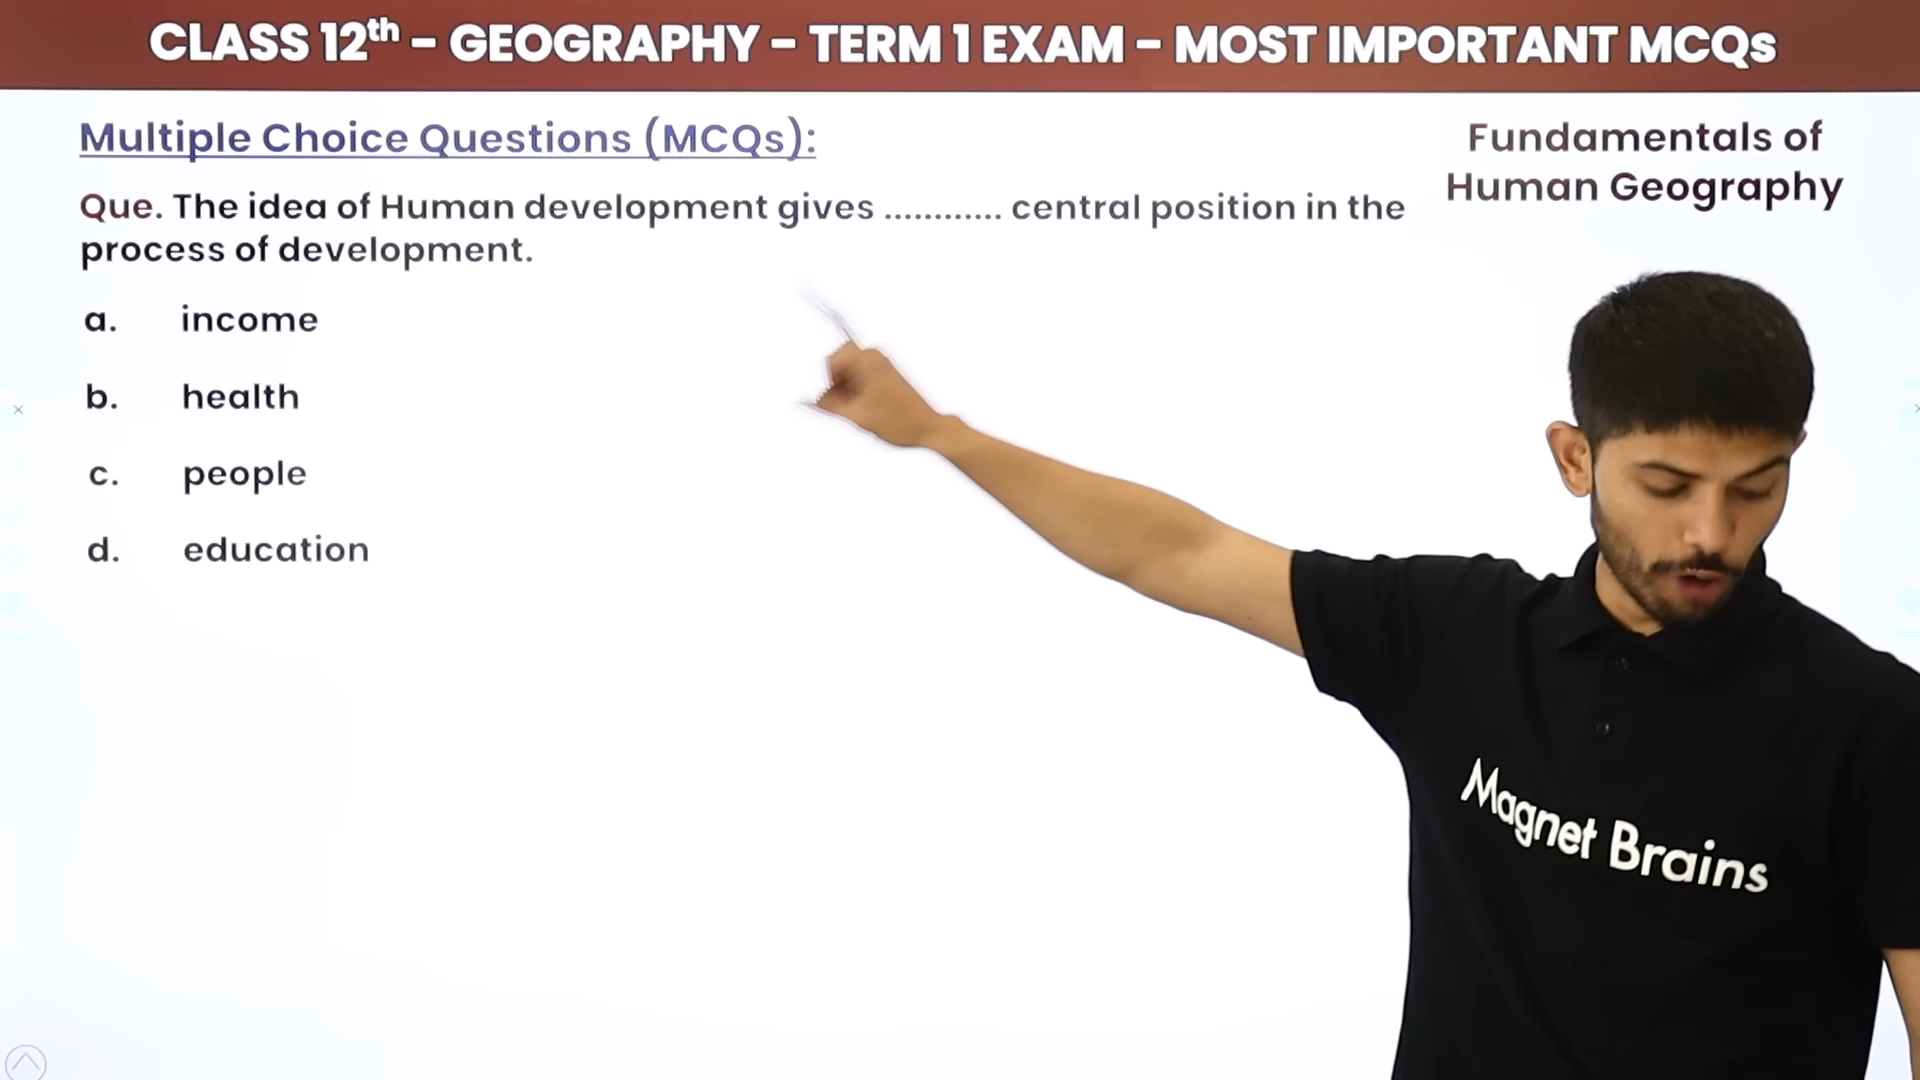 CLASS 12th - GEOGRAPHY - TERM 1 EXAM - MOST IMPORTANT MCQs
Multiple Choice Questions (MCQs):
Fundamentals of
Human Geography
Que. The idea of Human development gives ............ central position in the
process of development.
a. income
b. health
c. people
d. education
Magnet Brains